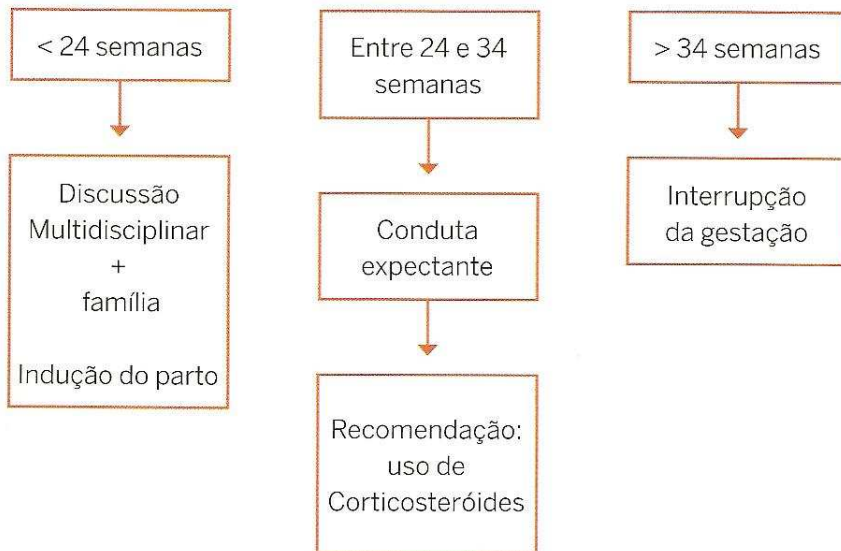 < 24 semanas
Discussão
Multidisciplinar
+
família
Indução do parto
Entre 24 e 34
semanas
Conduta
expectante
Recomendação:
uso de
Corticosteróides
> 34 semanas
Interrupção
da gestação